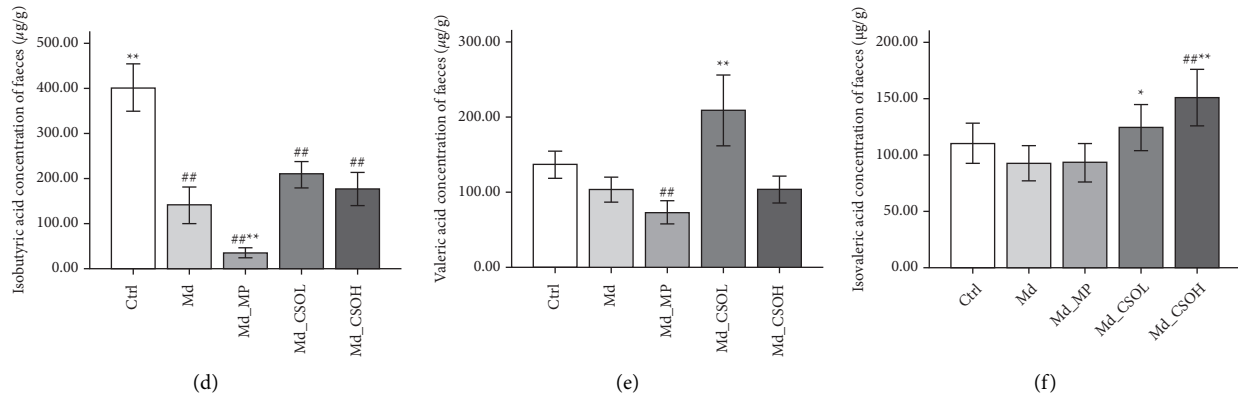 Isobutyric acid concentration of faeces (µg/g)
500.00
400.00
300.00
200.00
100.00
0.00
**
##
##**
##
##
Ctrl
Md
Md_MP
Md_CSOL
Md_CSOH
(d)
Valeric acid concentration of faeces (µg/g)
300.00
200.00
100.00
0.00
##
**
Ctrl
Md
Md_MP
Md_CSOL
Md_CSOH
(e)
Isovaleric acid concentration of faeces (µg/g)
200.00
150.00
100.00
50.00
0.00
*
##**
Ctrl
Md
Md_MP
Md_CSOL
Md_CSOH
(f)